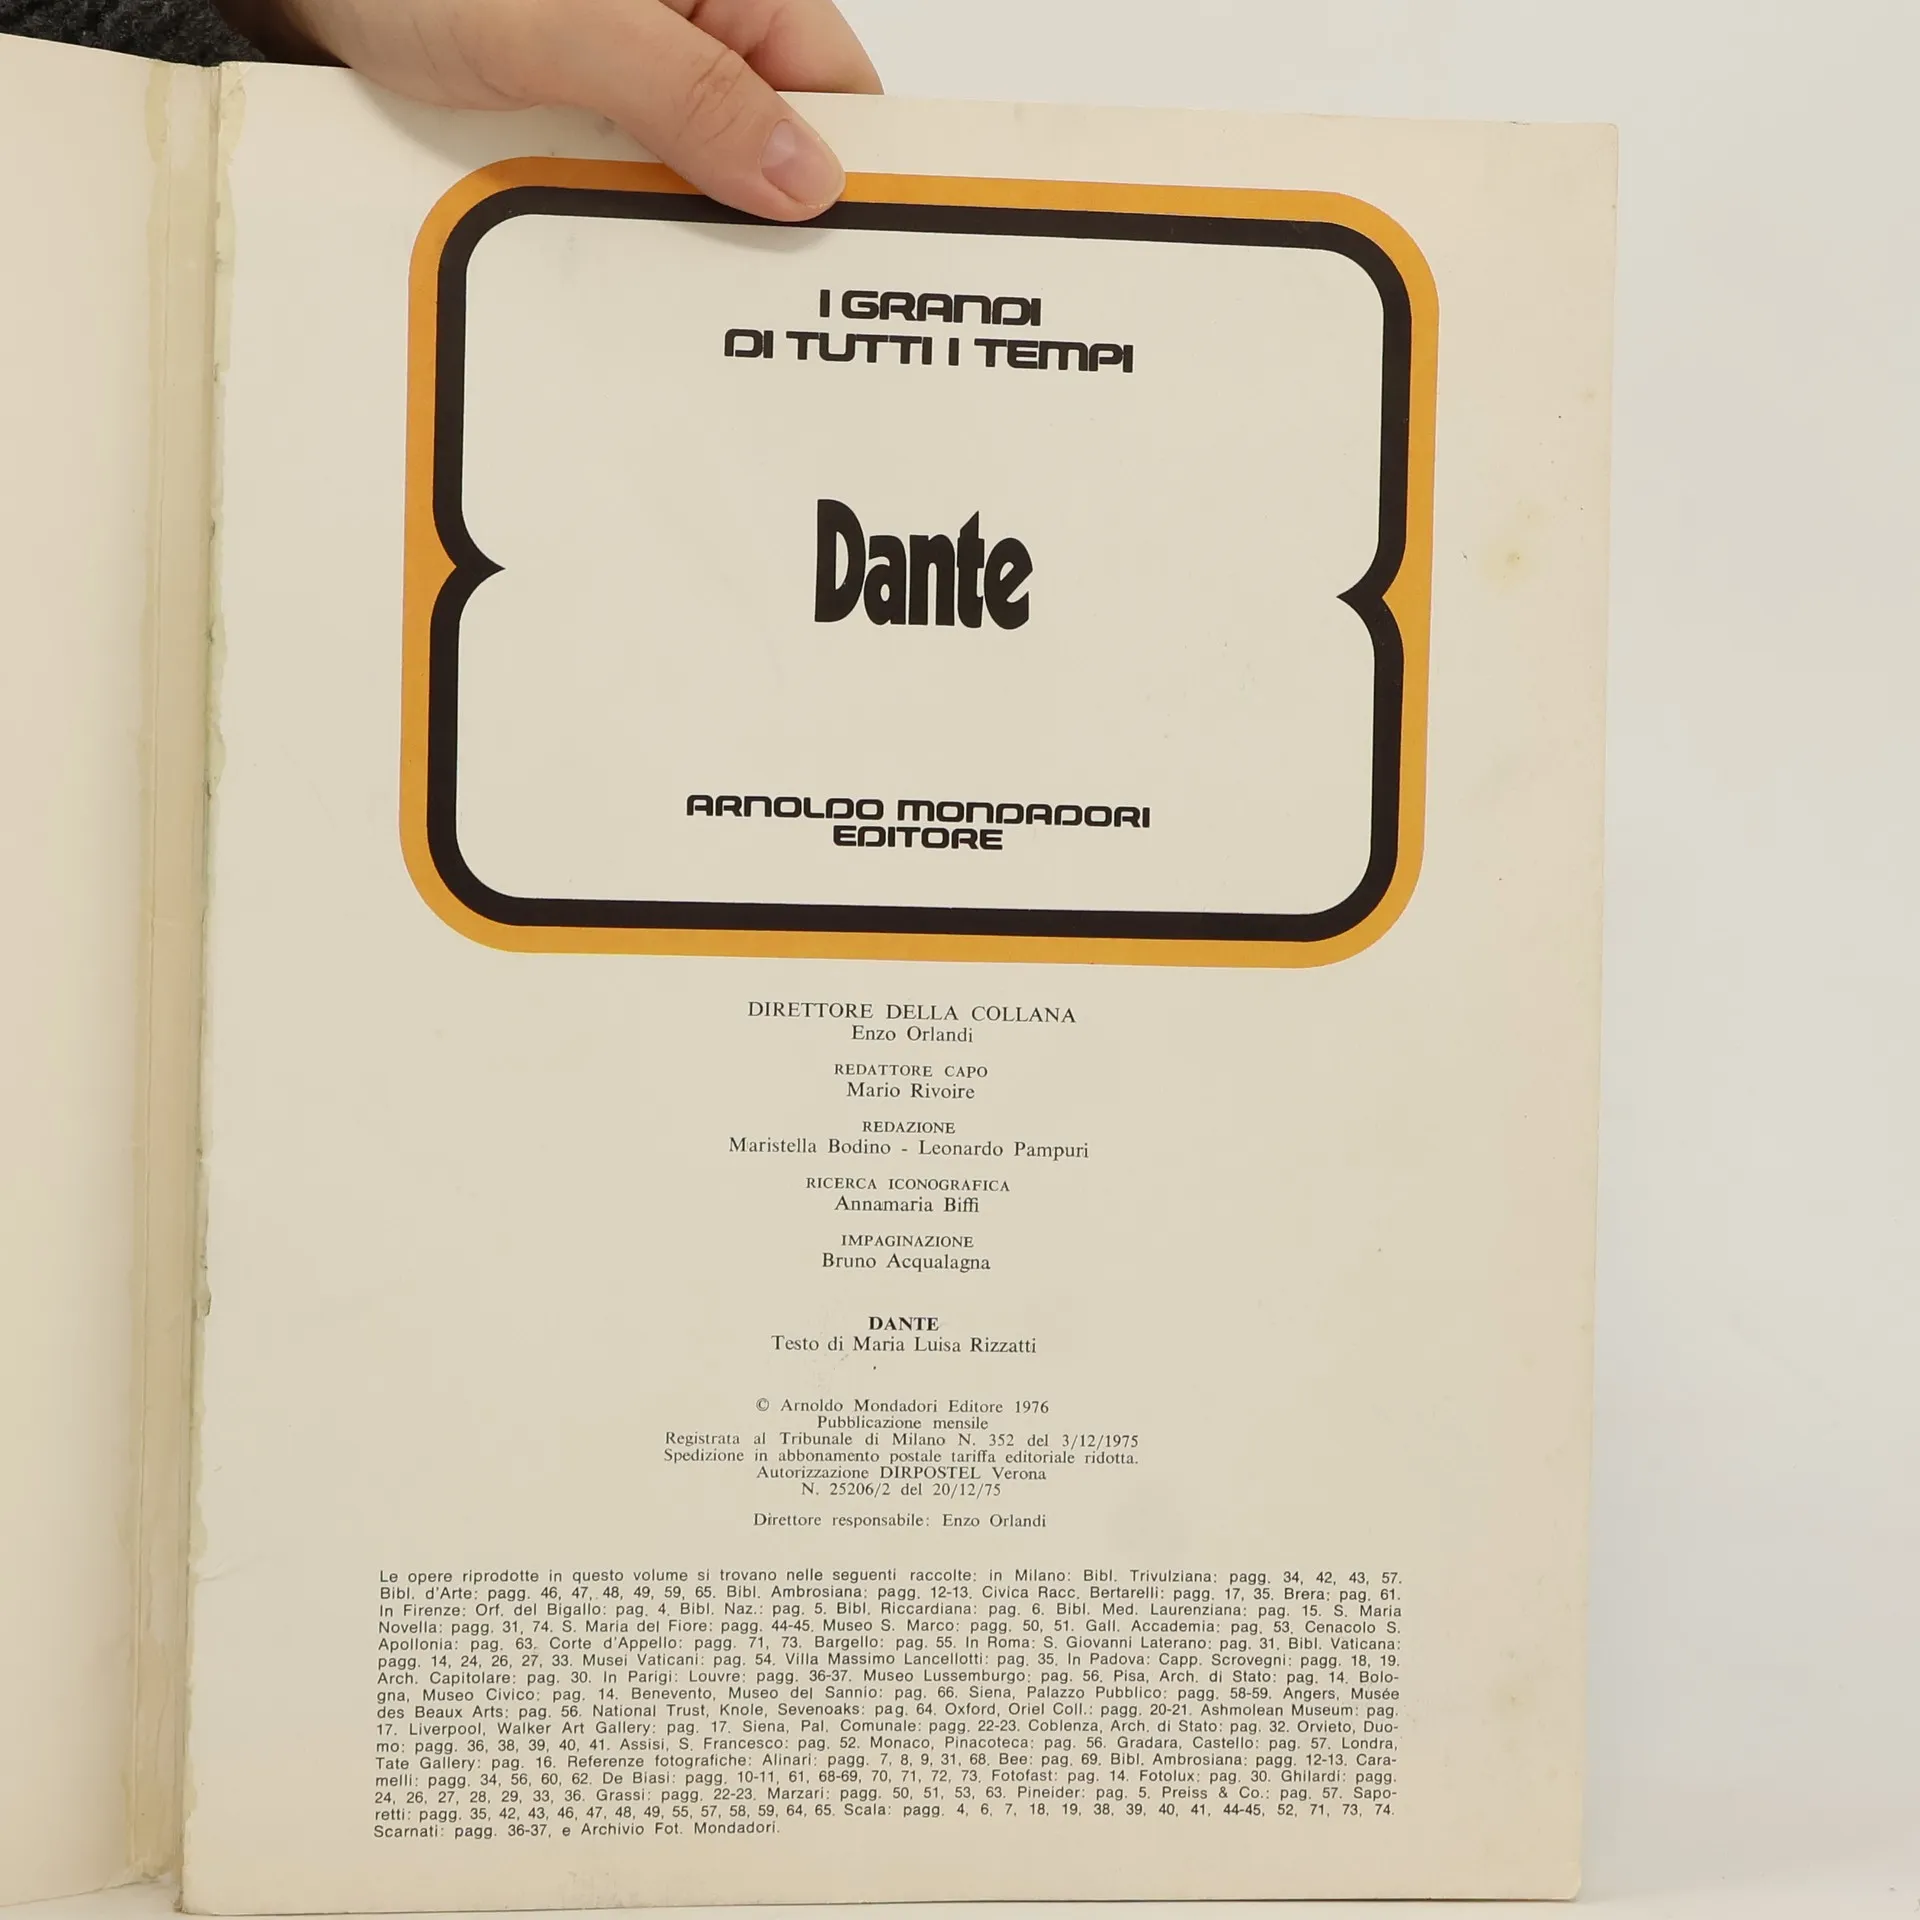 I GRANDI
DI TUTTI I TEMPI
Dante
ARNOLDO MONDADORI
EDITORE
DIRETTORE DELLA COLLANA
Enzo Orlandi
REDATTORE CAPO
Mario Rivoire
REDAZIONE
Maristella Bodino - Leonardo Pampuri
RICERCA ICONOGRAFICA
Annamaria Biffi
IMPAGINAZIONE
Bruno Acqualagna
DANTE
Testo di Maria Luisa Rizzatti
© Arnoldo Mondadori Editore 1976
Pubblicazione mensile
Registrata al Tribunale di Milano N. 352 del 3/12/1975
Spedizione in abbonamento postale tariffa editoriale ridotta.
Autorizzazione DIRPOSTEL Verona
N. 25206/2 del 20/12/75
Direttore responsabile: Enzo Orlandi
Le opere riprodotte in questo volume si trovano nelle seguenti raccolte: in Milano: Bibl. Trivulziana: pagg. 34, 42, 43, 57.
Bibl. d'Arte: pagg. 46, 47, 48, 49, 59, 65. Bibl. Ambrosiana: pagg. 12-13. Civica Racc. Bertarelli: pagg. 17, 35. Brera: pag. 61.
In Firenze: Orf. del Bigallo: pag. 4. Bibl. Naz.: pag. 5. Bibl. Riccardiana: pag. 6. Bibl. Med. Laurenziana: pag. 15. S. Maria
Novella: pagg. 31, 74. S. Maria del Fiore: pagg. 44-45. Museo S. Marco: pagg. 50, 51. Gall. Accademia: pag. 53. Cenacolo S.
Apollonia: pag. 63. Corte d'Appello: pagg. 71, 73. Bargello: pag. 55. In Roma: S. Giovanni Laterano: pag. 31. Bibl. Vaticana:
pagg. 14, 24, 26, 27, 33. Musei Vaticani: pag. 54. Villa Massimo Lancellotti: pag. 35. In Padova: Capp. Scrovegni: pagg. 18, 19.
Arch. Capitolare: pag. 30. In Parigi: Louvre: pagg. 36-37. Museo Lussemburgo: pag. 56. Pisa, Arch. di Stato: pag. 14. Bolo-
gna, Museo Civico: pag. 14. Benevento, Museo del Sannio: pag. 66. Siena, Palazzo Pubblico: pagg. 58-59. Angers, Musée
des Beaux Arts: pag. 56. National Trust, Knole, Sevenoaks: pag. 64. Oxford, Oriel Coll.: pagg. 20-21. Ashmolean Museum: pag.
17. Liverpool, Walker Art Gallery: pag. 17. Siena, Pal. Comunale: pagg. 22-23. Coblenza, Arch. di Stato: pag. 32. Orvieto, Duo-
mo: pagg. 36, 38, 39, 40, 41. Assisi, S. Francesco: pag. 52. Monaco, Pinacoteca: pag. 56. Gradara, Castello: pag. 57. Londra,
Tate Gallery: pag. 16. Referenze fotografiche: Alinari: pagg. 7, 8, 9, 31, 68. Bee: pag. 69. Bibl. Ambrosiana: pagg. 12-13. Cara-
melli: pagg. 34, 56, 60, 62. De Biasi: pagg. 10-11, 61, 68-69, 70, 71, 72, 73. Fotofast: pag. 14. Fotolux: pag. 30. Ghilardi: pagg.
24, 26, 27, 28, 29, 33, 36. Grassi: pagg. 22-23. Marzari: pagg. 50, 51, 53, 63. Pineider: pag. 5. Preiss & Co.: pag. 57. Sapo-
retti: pagg. 35, 42, 43, 46, 47, 48, 49, 55, 57, 58, 59, 64, 65. Scala: pagg. 4, 6, 7, 18, 19, 38, 39, 40, 41, 44-45, 52, 71, 73, 74.
Scarnati: pagg. 36-37, e Archivio Fot. Mondadori.